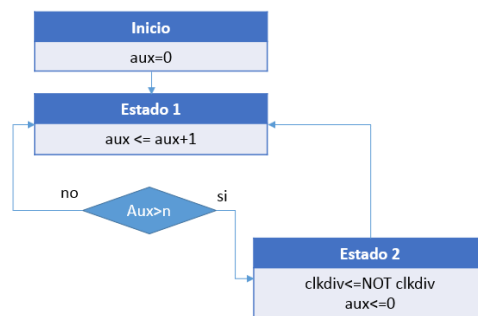 Inicio
aux=0
Estado 1
aux <= aux+1
no
Aux>n
si
Estado 2
clkdiv<=NOT clkdiv
aux<=0